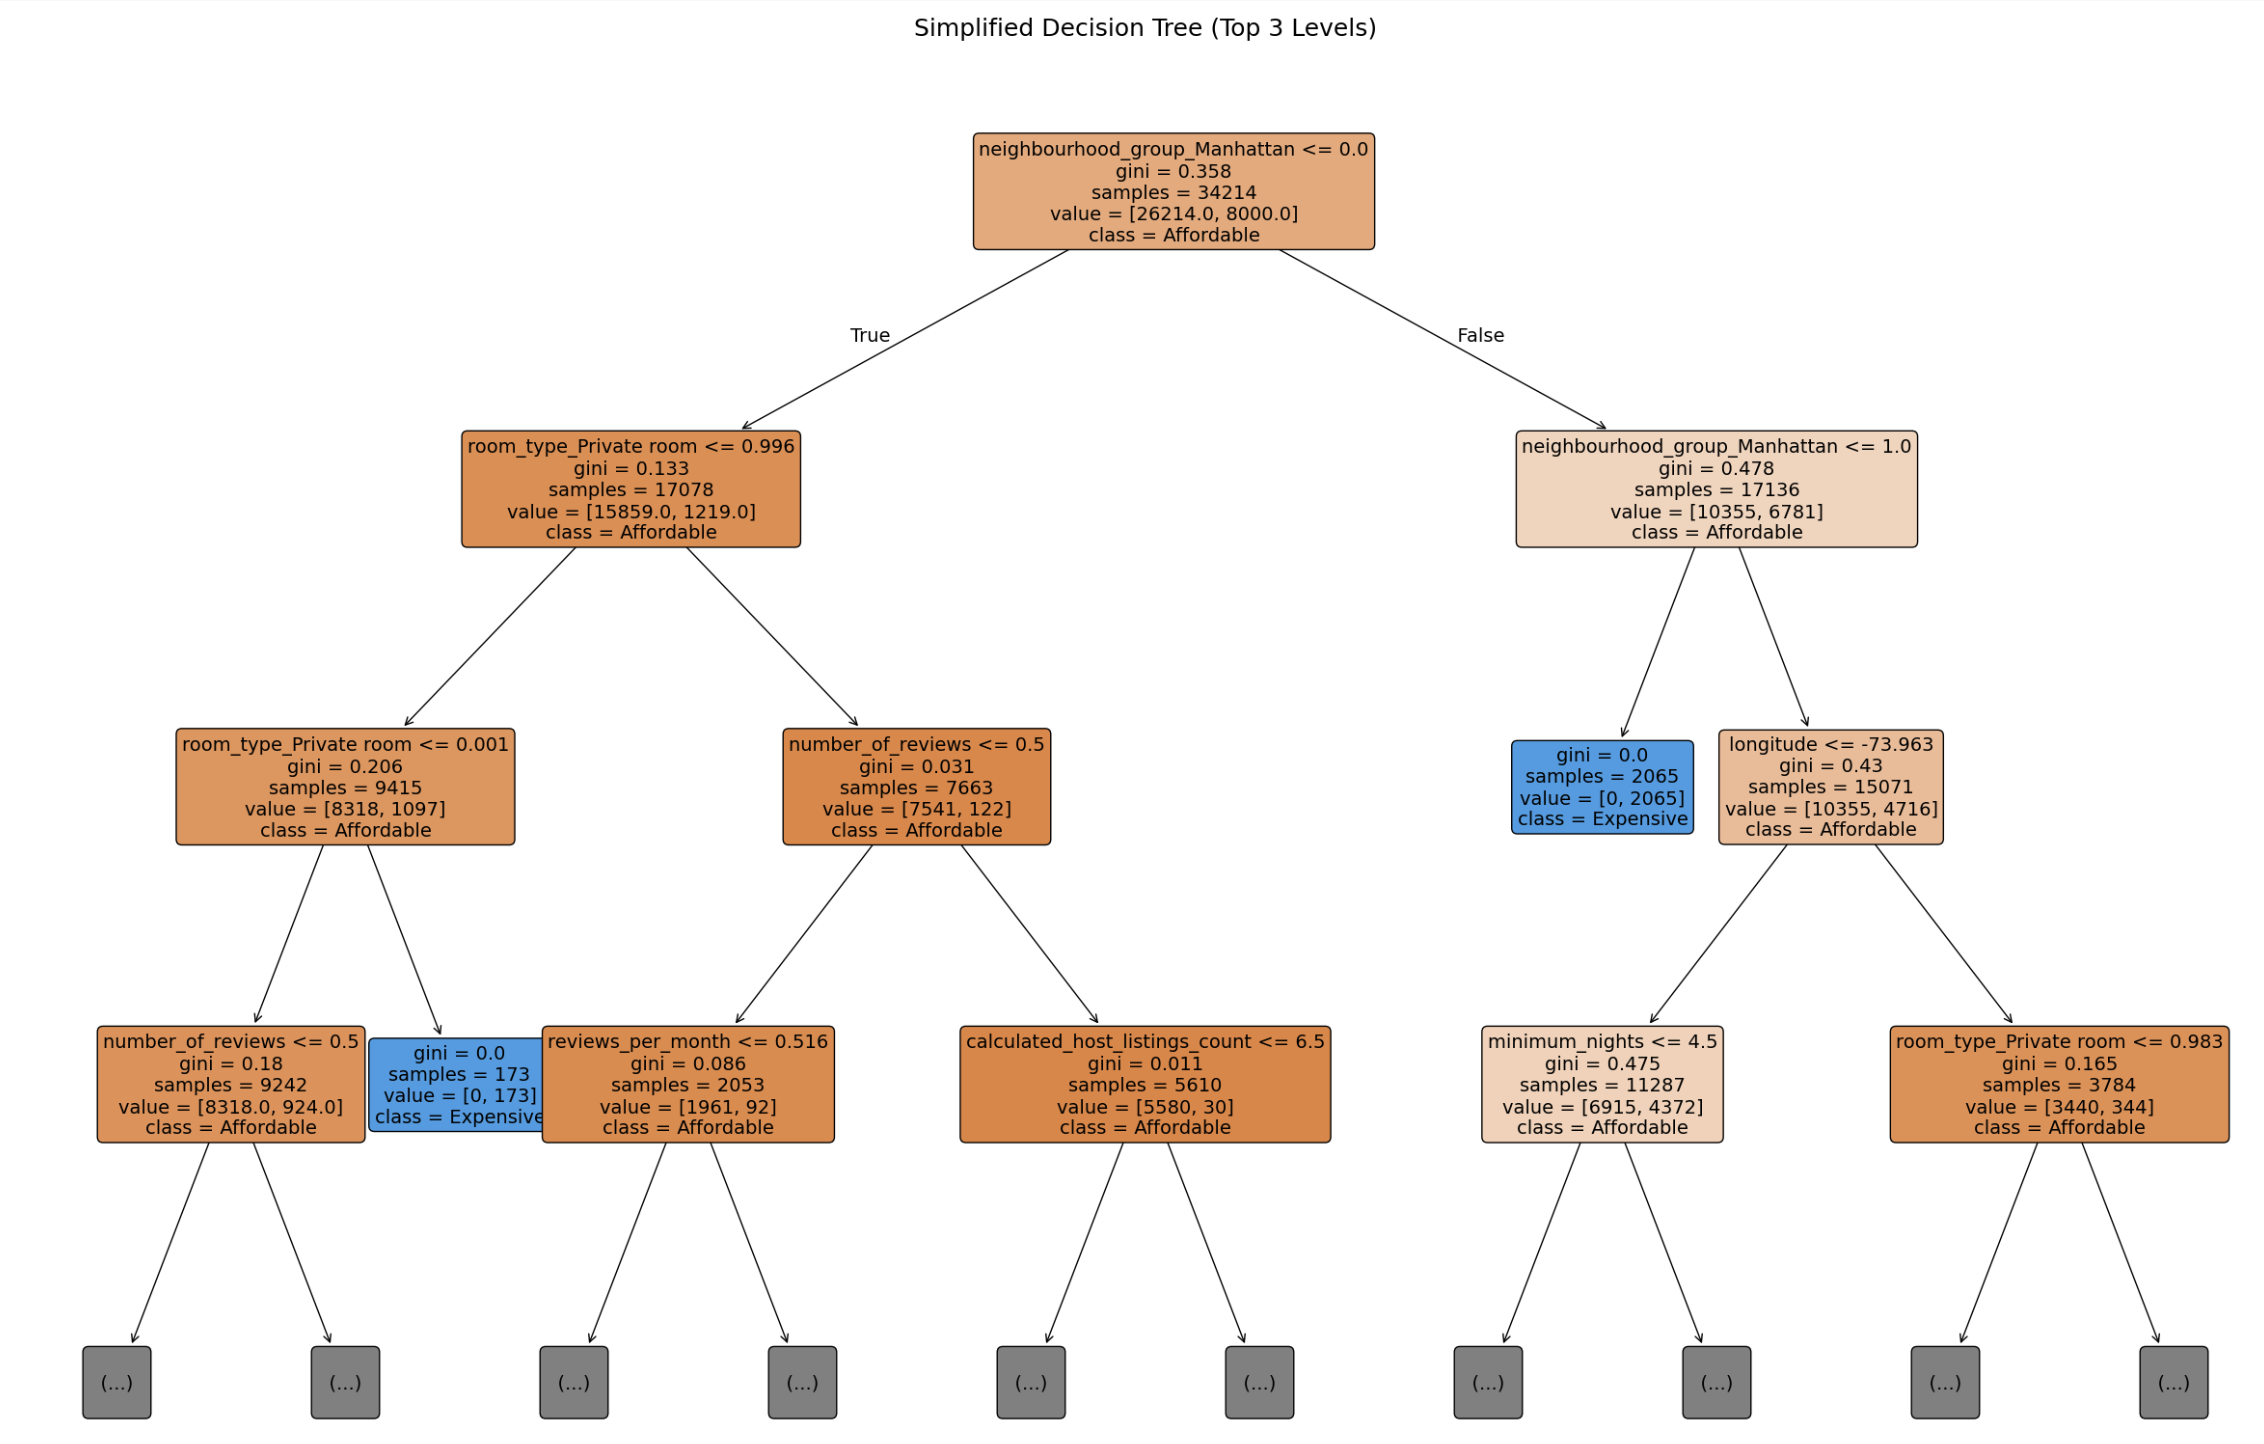 Simplified Decision Tree (Top 3 Levels)
neighbourhood_group_Manhattan <= 0.0
gini = 0.358
samples = 34214
value = [26214.0, 8000.0]
class = Affordable
True
False
room_type_Private room <= 0.996
gini = 0.133
samples = 17078
value = [15859.0, 1219.0]
class = Affordable
neighbourhood_group_Manhattan <= 1.0
gini = 0.478
samples = 17136
value = [10355, 6781]
class = Affordable
room_type_Private room <= 0.001
gini = 0.206
samples = 9415
value = [8318, 1097]
class = Affordable
number_of_reviews <= 0.5
gini = 0.031
samples = 7663
value = [7541, 122]
class = Affordable
gini = 0.0
samples = 2065
value = [0, 2065]
class = Expensive
longitude <= -73.963
gini = 0.43
samples = 15071
value = [10355, 4716]
class = Affordable
number_of_reviews <= 0.5
gini = 0.18
samples = 9242
value = [8318.0, 924.0]
class = Affordable
gini = 0.0
samples = 173
value = [0, 173]
class = Expensive
reviews_per_month <= 0.516
gini = 0.086
samples = 2053
value = [1961, 92]
class = Affordable
calculated_host_listings_count <= 6.5
gini = 0.011
samples = 5610
value = [5580, 30]
class = Affordable
minimum_nights <= 4.5
gini = 0.475
samples = 11287
value = [6915, 4372]
class = Affordable
room_type_Private room <= 0.983
gini = 0.165
samples = 3784
value = [3440, 344]
class = Affordable
(...)
(...)
(...)
(...)
(...)
(...)
(...)
(...)
(...)
(...)